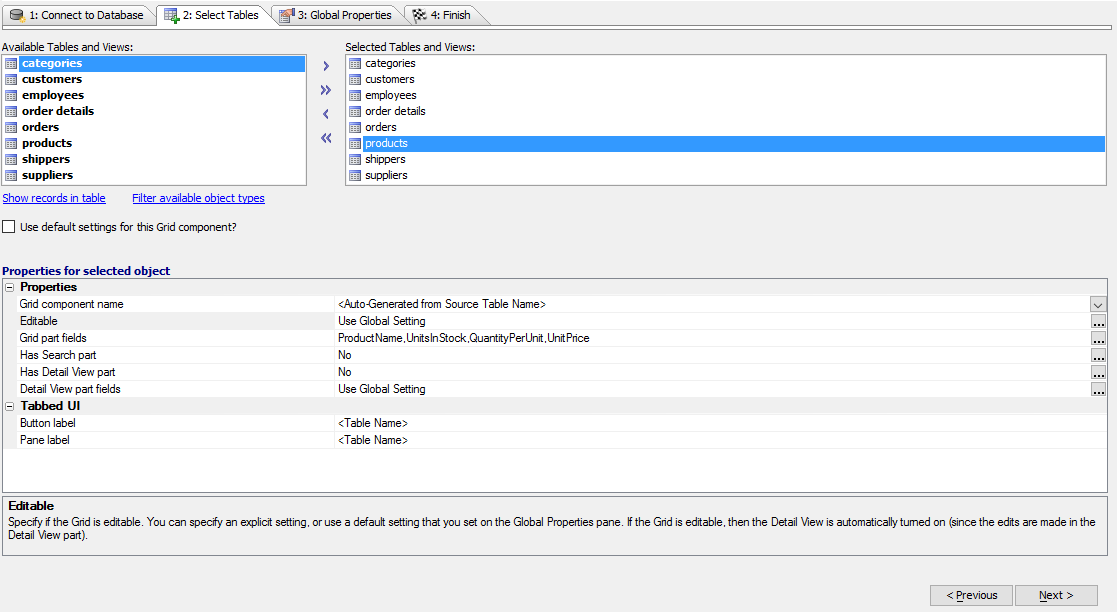 1: Connect to Database
2: Select Tables
3: Global Properties
4: Finish
Available Tables and Views:
categories
customers
employees
order details
orders
products
shippers
suppliers
Selected Tables and Views:
categories
customers
employees
order details
orders
products
shippers
suppliers
Show records in table
Filter available object types
Use default settings for this Grid component?
Properties for selected object
Properties
Grid component name <Auto-Generated from Source Table Name>
Editable Use Global Setting
Grid part fields ProductName,UnitsInStock,QuantityPerUnit,UnitPrice
Has Search part No
Has Detail View part No
Detail View part fields Use Global Setting
Tabbed UI
Button label <Table Name>
Pane label <Table Name>
Editable
Specify if the Grid is editable. You can specify an explicit setting, or use a default setting that you set on the Global Properties pane. If the Grid is editable, then the Detail View is automatically turned on (since the edits are made in the
Detail View part).
< Previous
Next >